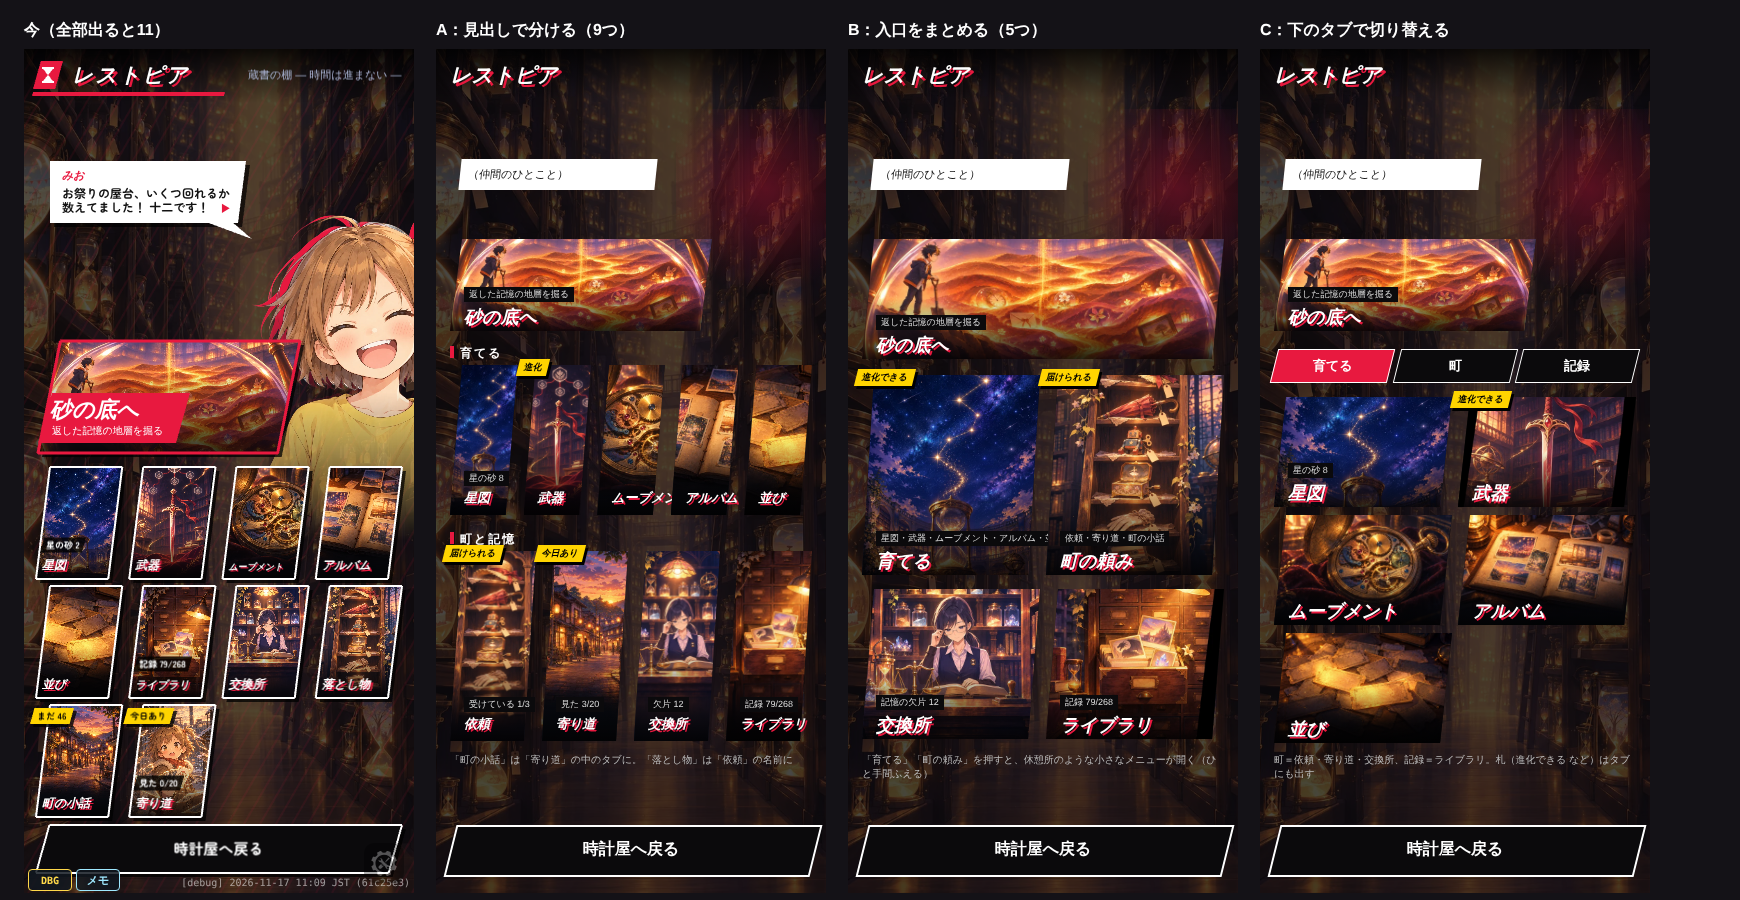 今（全部出ると11）
レストピア
蔵書の棚 ― 時間は進まない ―
みお
お祭りの屋台、いくつ回れるか
数えてました！ 十二です！
砂の底へ
返した記憶の地層を掘る
星の砂 2
星図
武器
ムーブメント
アルバム
並び
記録 79/268
ライブラリ
交換所
落とし物
まだ 46
町の小話
今日あり
見た 0/20
寄り道
時計屋へ戻る
DBG
メモ
[debug] 2026-11-17 11:09 JST (61c25e3)
A：見出しで分ける（9つ）
レストピア
（仲間のひとこと）
返した記憶の地層を掘る
砂の底へ
育てる
進化
星の砂 8
星図
武器
ムーブメン
アルバム
並び
町と記憶
届けられる
今日あり
受けている 1/3
依頼
見た 3/20
寄り道
欠片 12
交換所
記録 79/268
ライブラリ
「町の小話」は「寄り道」の中のタブに。「落とし物」は「依頼」の名前に
時計屋へ戻る
B：入口をまとめる（5つ）
レストピア
（仲間のひとこと）
返した記憶の地層を掘る
砂の底へ
進化できる
届けられる
星図・武器・ムーブメント・アルバム・
育てる
依頼・寄り道・町の小話
町の頼み
記憶の欠片 12
交換所
記録 79/268
ライブラリ
「育てる」「町の頼み」を押すと、休憩所のような小さなメニューが開く（ひ
と手間ふえる）
時計屋へ戻る
C：下のタブで切り替える
レストピア
（仲間のひとこと）
返した記憶の地層を掘る
砂の底へ
育てる
町
記録
進化できる
星の砂 8
星図
武器
ムーブメント
アルバム
並び
町＝依頼・寄り道・交換所、記録＝ライブラリ。札（進化できる など）はタブ
にも出す
時計屋へ戻る